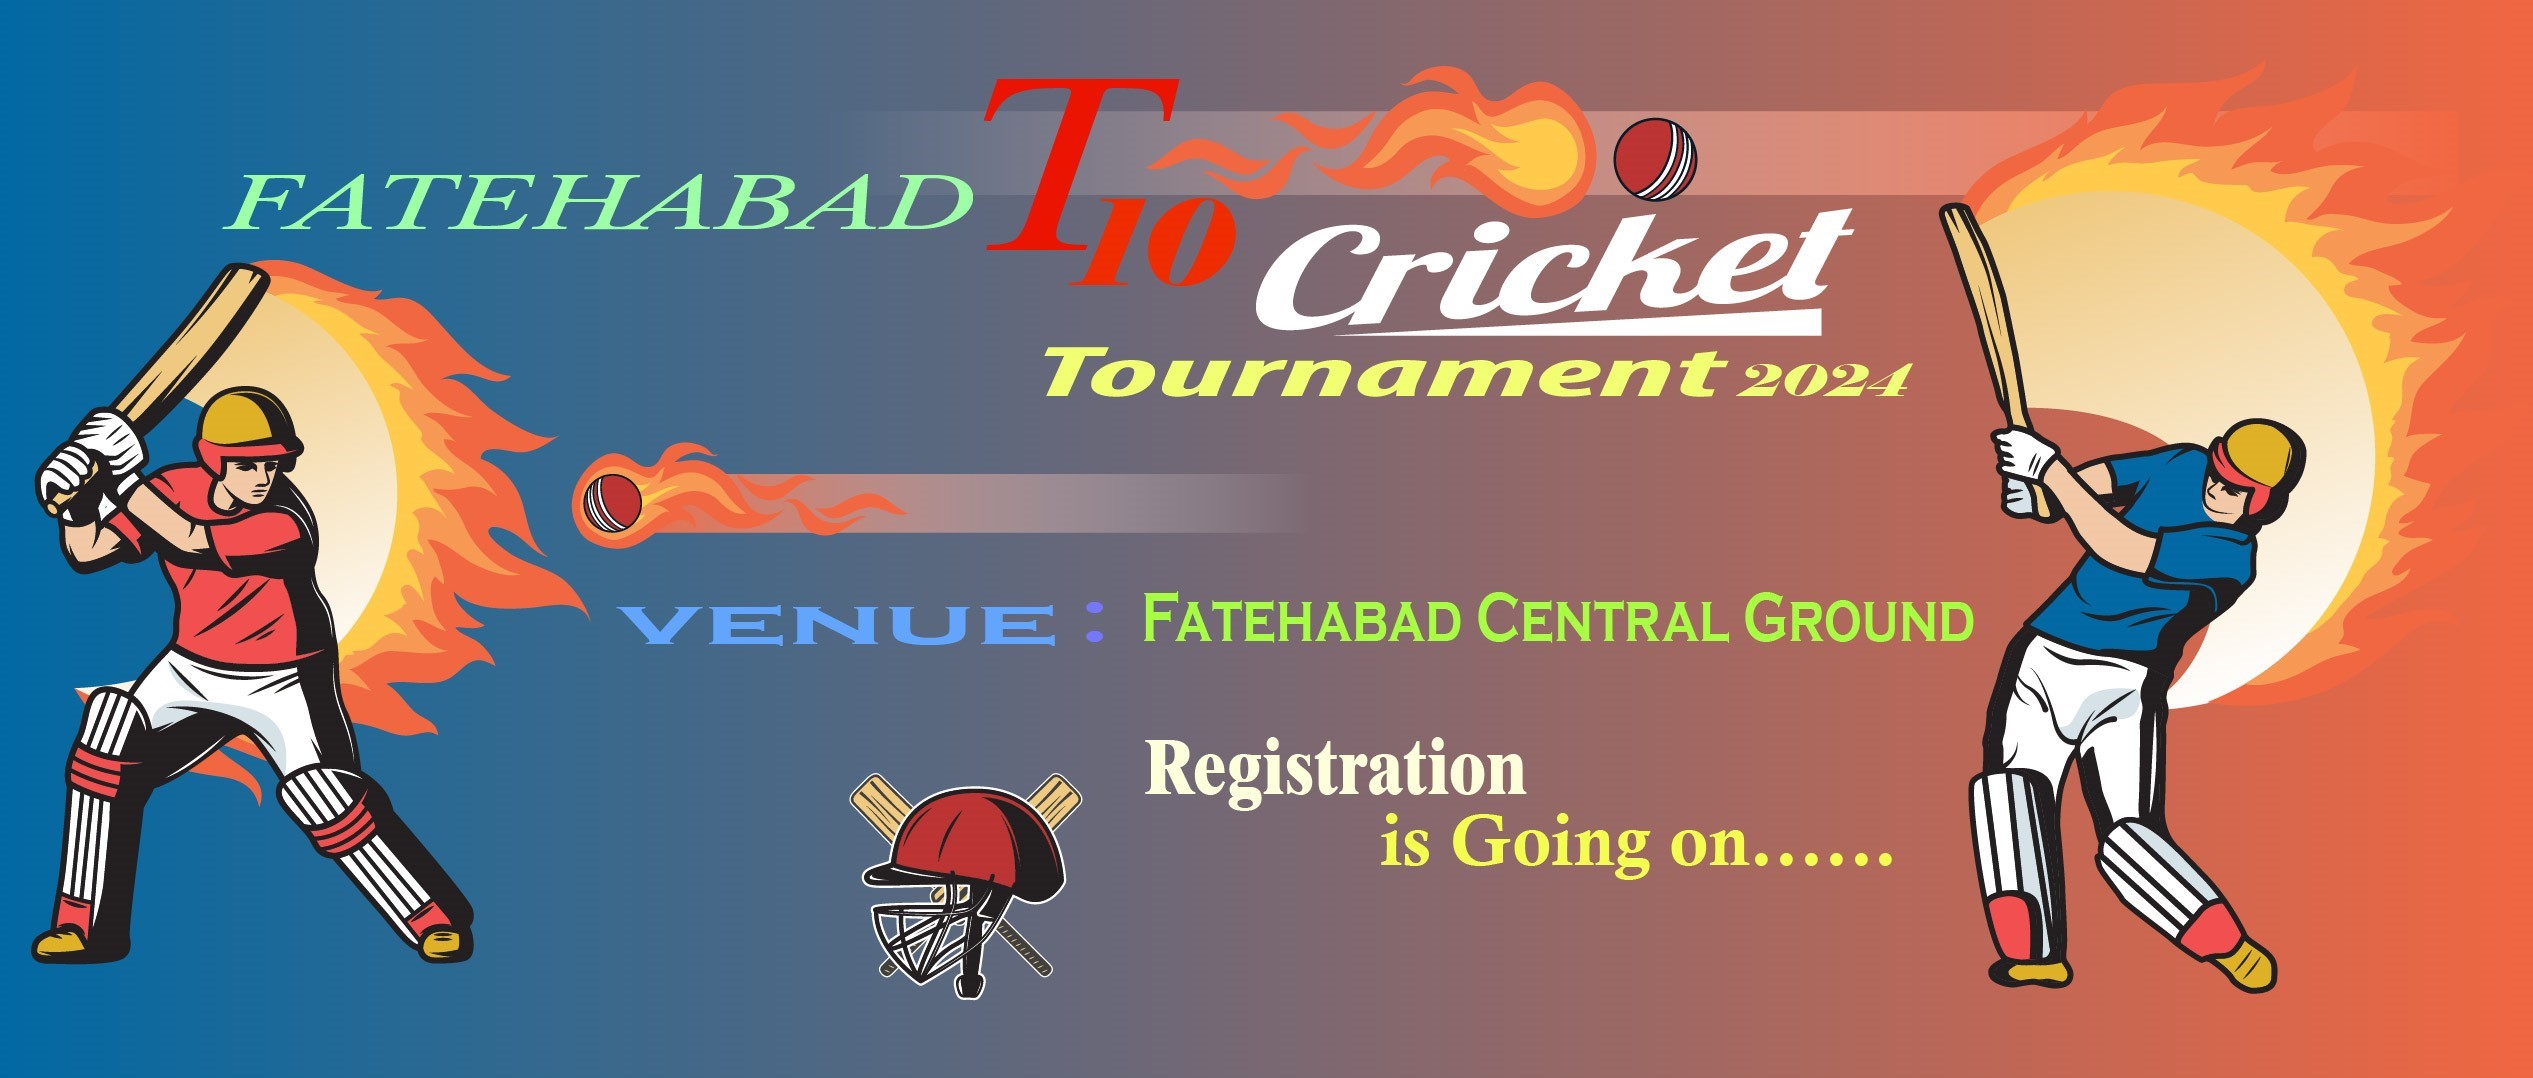 FATEHABAD T10
Cricket
Tournament 2024
VENUE : FATEHABAD CENTRAL GROUND
Registration
is Going on......